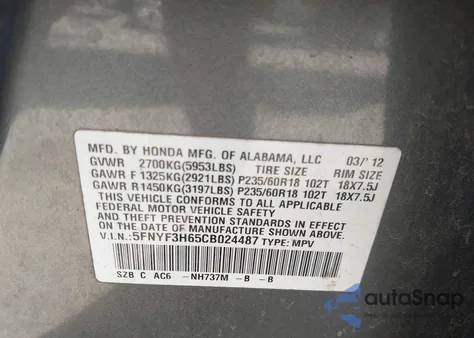 MFD. BY HONDA MFG. OF ALABAMA, LLC 03/'12
GVWR 2700KG(5953LBS) TIRE SIZE RIM SIZE
GAWR F 1325KG(2921LBS) P235/60R18 102T 18X7.5J
GAWR R1450KG(3197LBS) P235/60R18 102T 18X7.5J
THIS VEHICLE CONFORMS TO ALL APPLICABLE
FEDERAL MOTOR VEHICLE SAFETY, BUMPER,
AND THEFT PREVENTION STANDARDS IN EFFECT
ON THE DATE OF MANUFACTURE SHOWN ABOVE.
V.I.N.:5FNYF3H65CB024487 TYPE: MPV
SZB C AC6 -NH737M -B -B
autoSnap